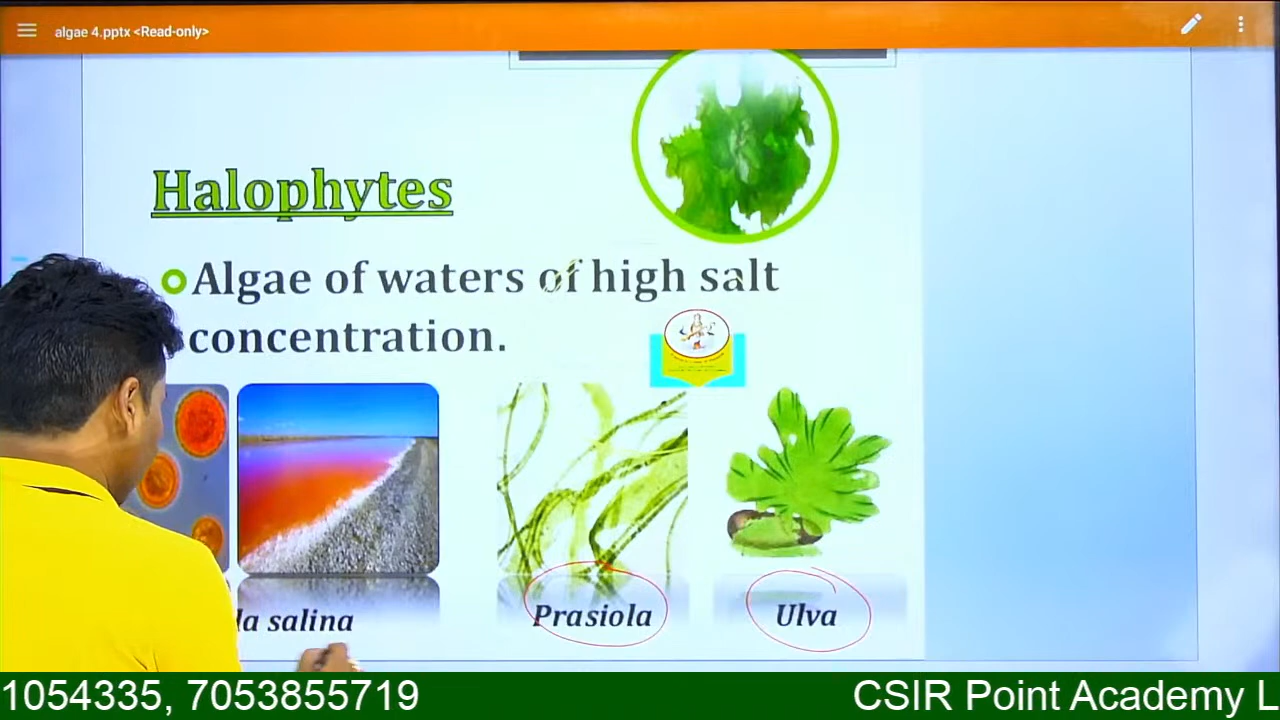 algae 4.pptx <Read-only>
Halophytes
Algae of waters of high salt
concentration.
la salina
Prasiola
Ulva
1054335, 7053855719
CSIR Point Academy L